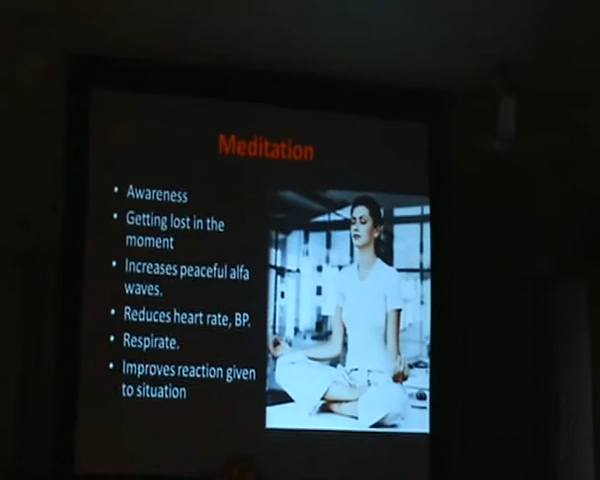 Meditation
• Awareness
• Getting lost in the
moment
• Increases peaceful alfa
waves.
• Reduces heart rate, BP.
• Respirate.
• Improves reaction given
to situation